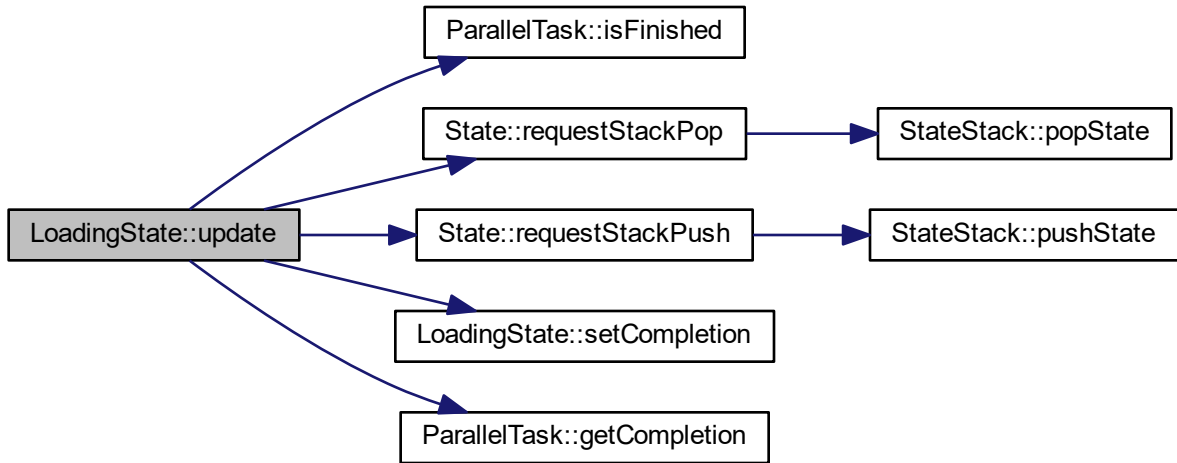 ParallelTask::isFinished
State::requestStackPop
StateStack::popState
LoadingState::update
State::requestStackPush
StateStack::pushState
LoadingState::setCompletion
ParallelTask::getCompletion